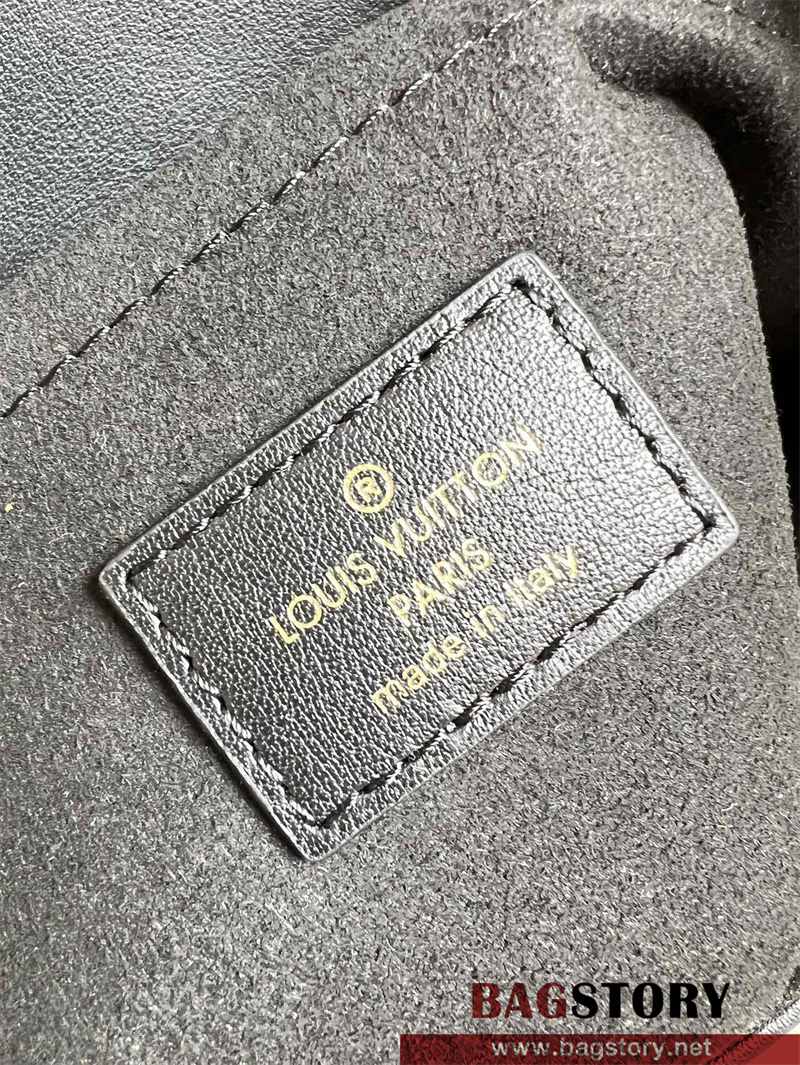 ®
LOUIS VUITTON
PARIS
made in italy
BAGSTORY
www.bagstory.net